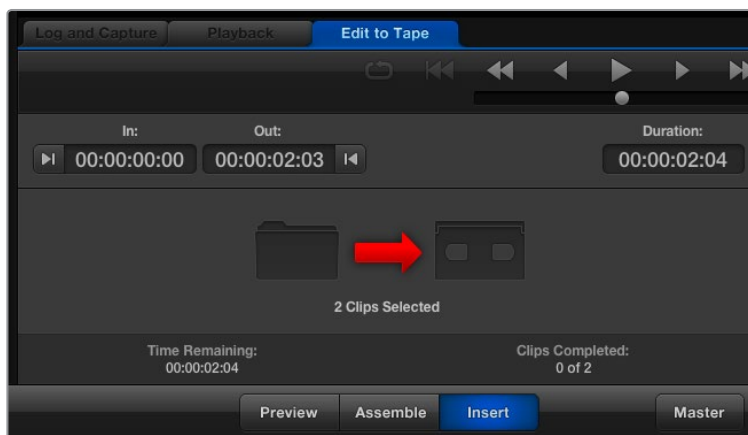 Log and Capture Playback Edit to Tape
In: Out: Duration:
00:00:00:00 00:00:02:03 00:00:02:04
2 Clips Selected
Time Remaining: Clips Completed:
00:00:02:04 0 of 2
Preview Assemble Insert Master